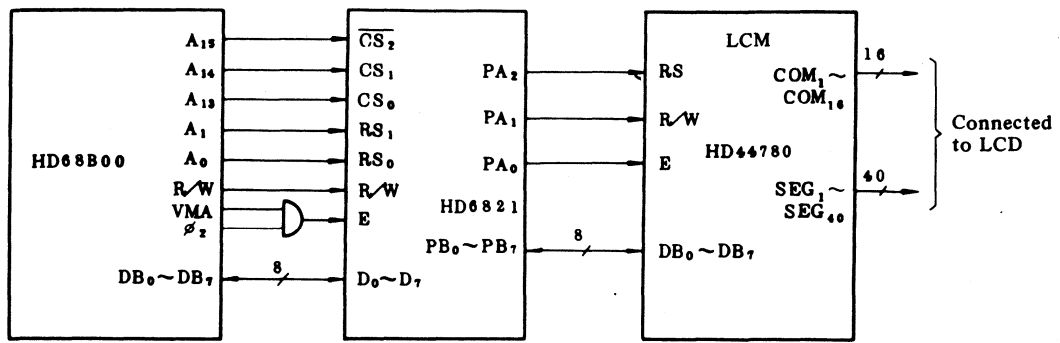 HD68B00
A₁₅
A₁₄
A₁₃
A₁
A₀
R/W
VMA
ø₂
DB₀~DB₇
8
C̅S̅₂̅
CS₁
CS₀
RS₁
RS₀
R/W
E
D₀~D₇
PA₂
PA₁
PA₀
HD6821
PB₀~PB₇
8
LCM
RS
R/W
HD44780
E
DB₀~DB₇
COM₁~
COM₁₆
SEG₁~
SEG₄₀
16
40
Connected
to LCD